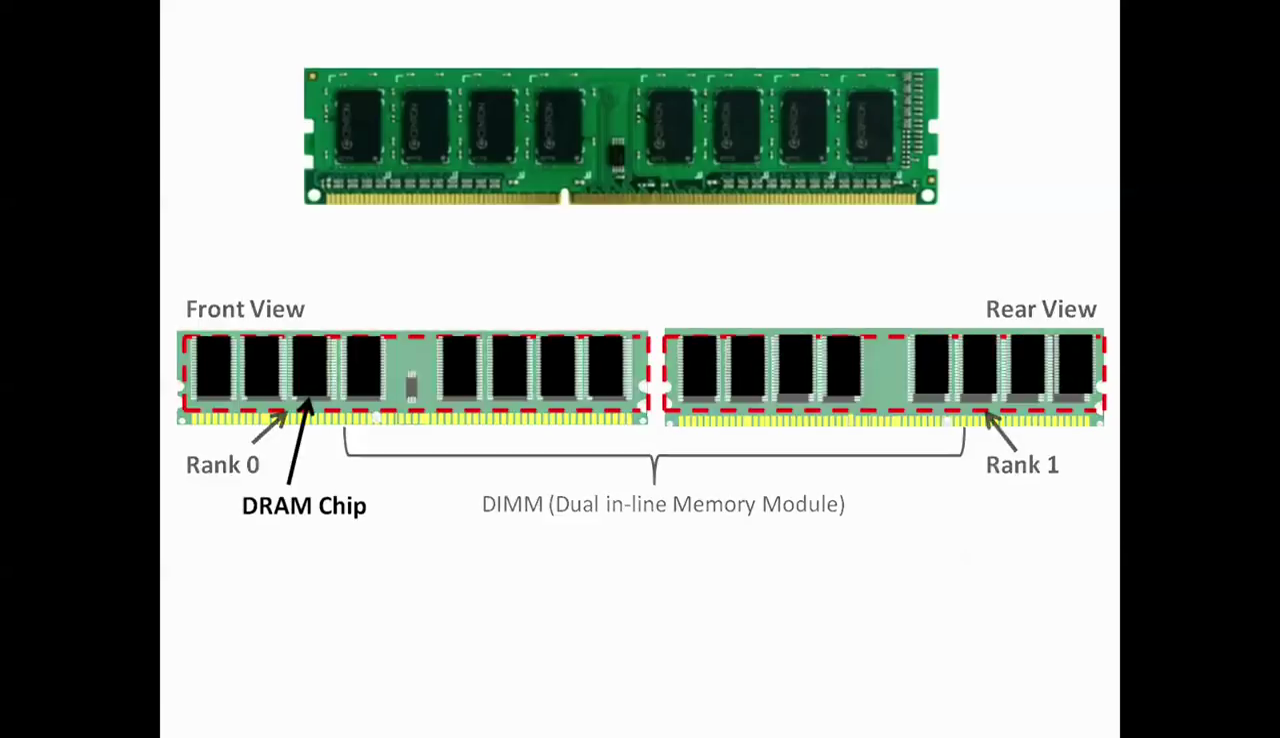 Front View
Rear View
Rank 0
Rank 1
DRAM Chip
DIMM (Dual in-line Memory Module)